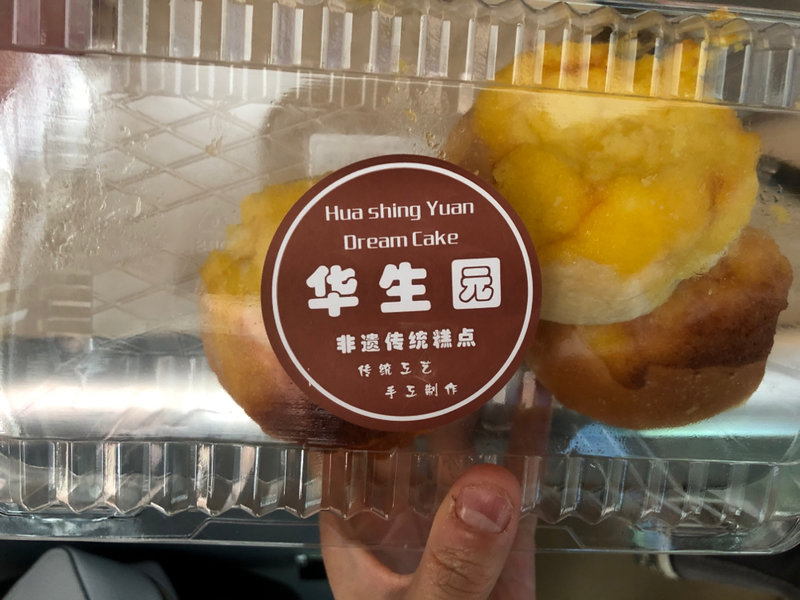 Hua shing Yuan
Dream Cake
华生园
非遗传统糕点
传统工艺
手工制作